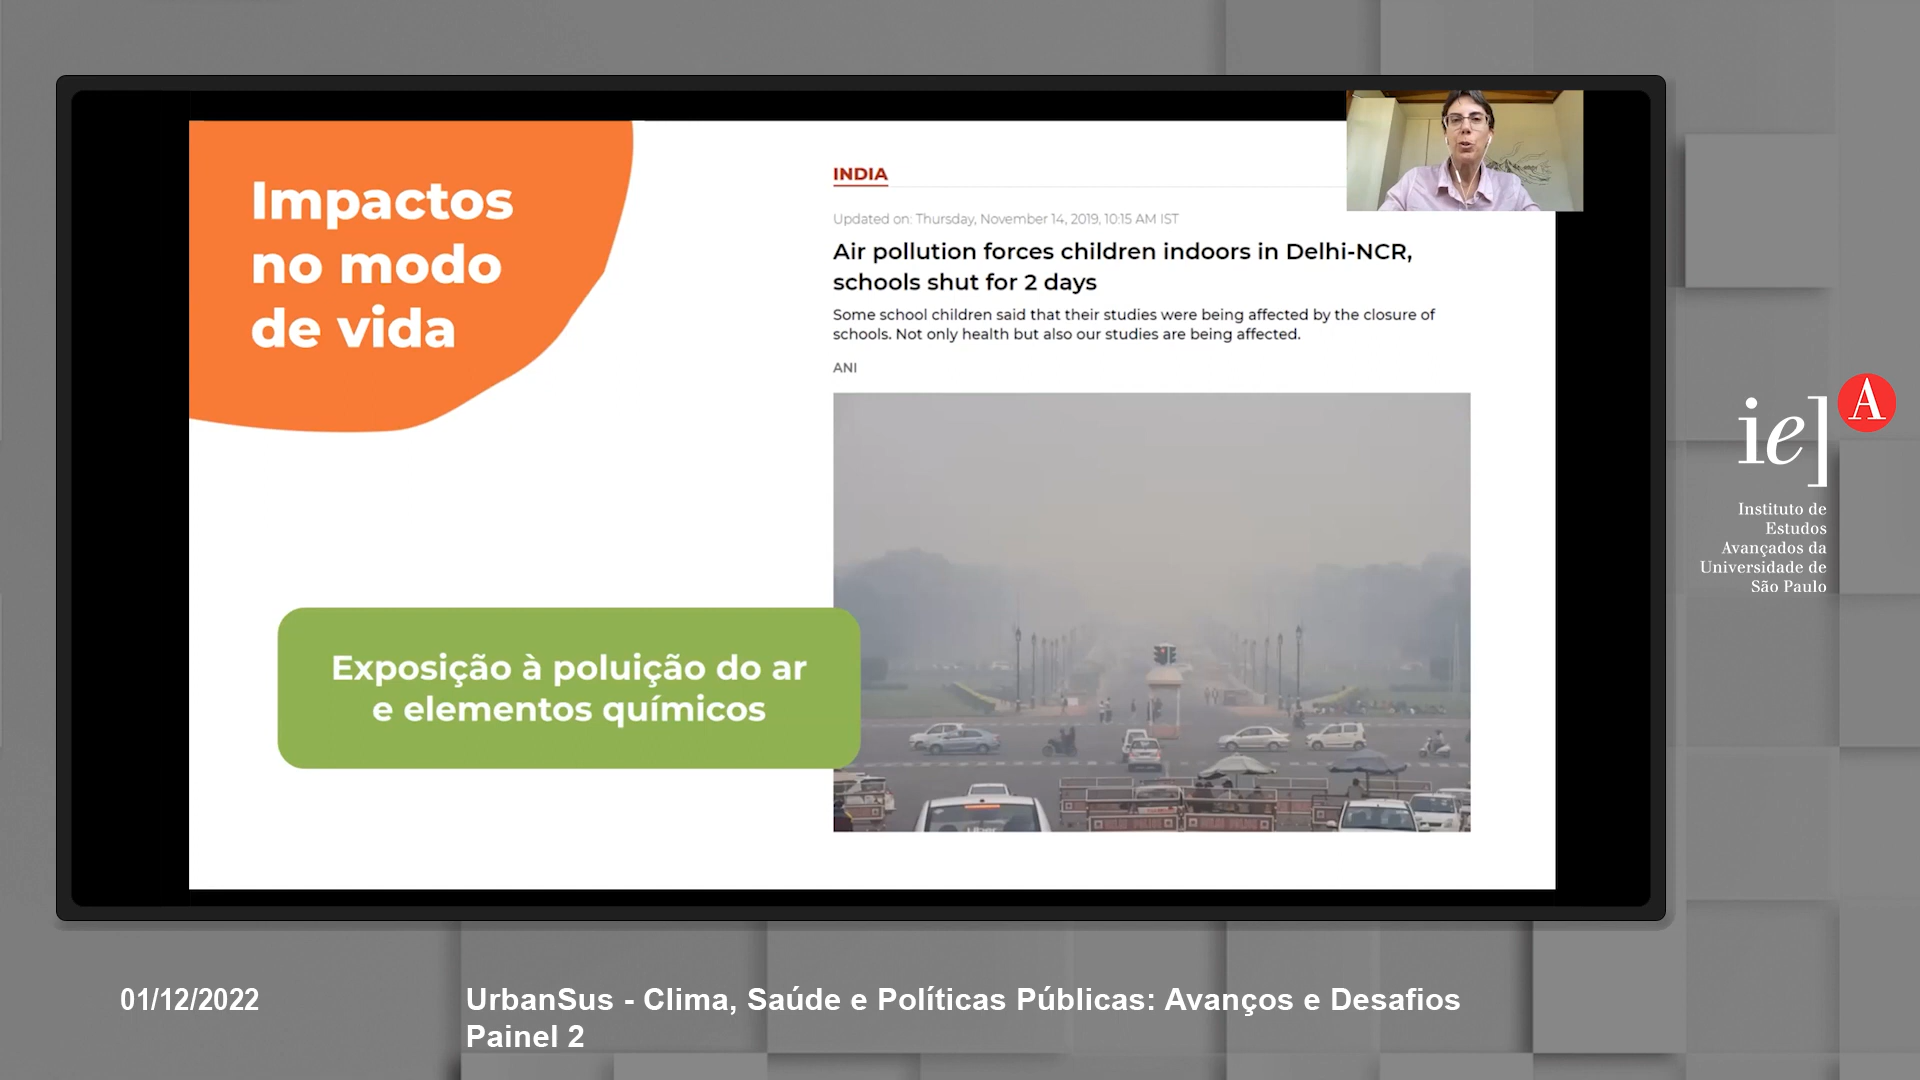 Impactos
no modo
de vida
INDIA
Updated on: Thursday, November 14, 2019, 10:15 AM IST
Air pollution forces children indoors in Delhi-NCR,
schools shut for 2 days
Some school children said that their studies were being affected by the closure of
schools. Not only health but also our studies are being affected.
ANI
Exposição à poluição do ar
e elementos químicos
ie]
A
Instituto de
Estudos
Avançados da
Universidade de
São Paulo
01/12/2022
UrbanSus - Clima, Saúde e Políticas Públicas: Avanços e Desafios
Painel 2